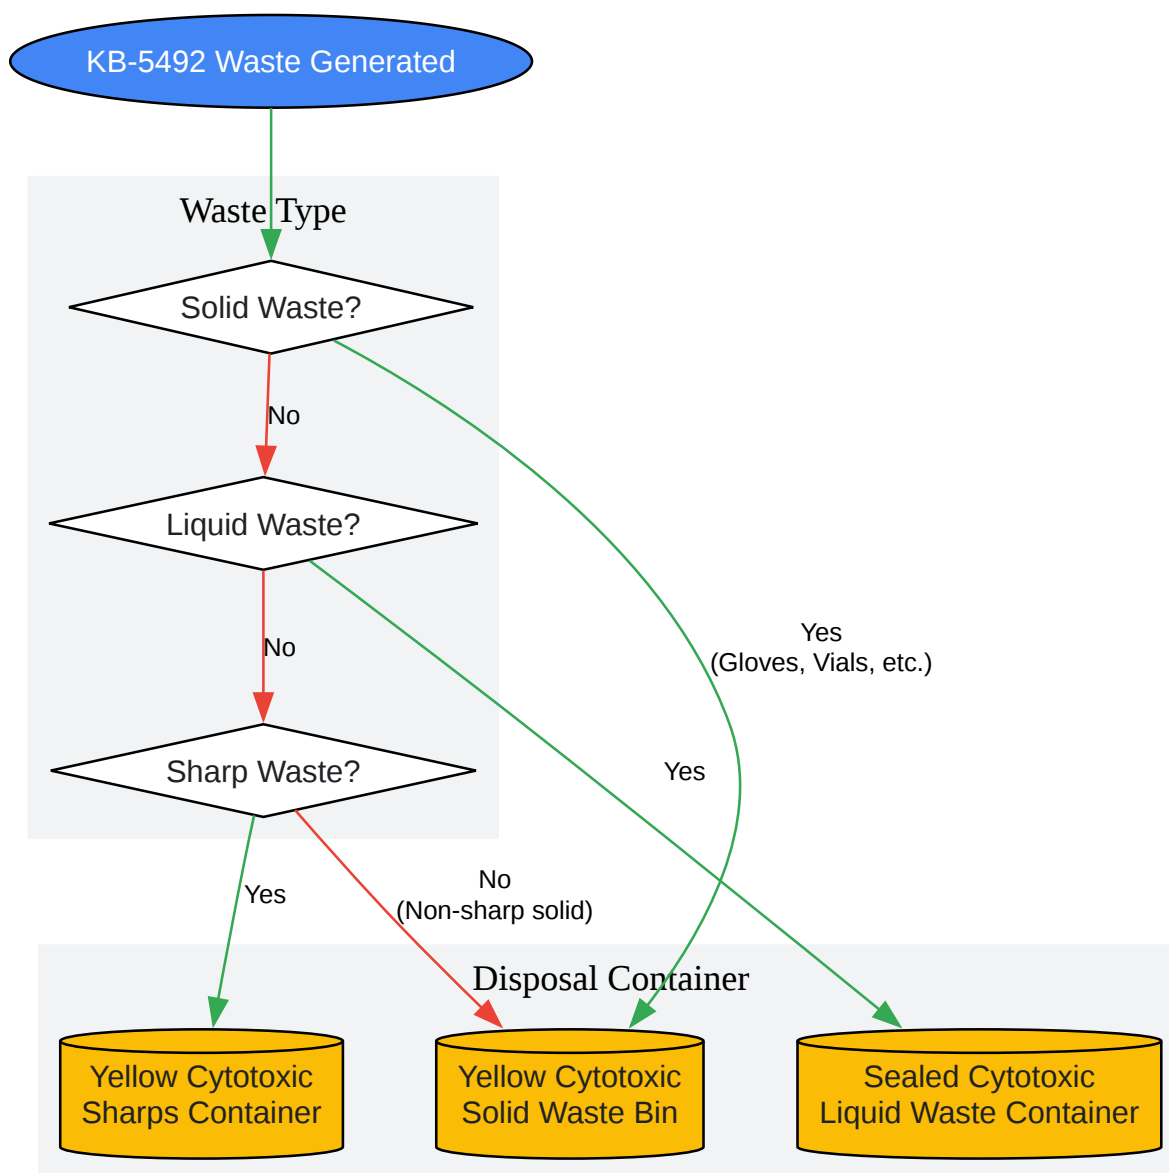 KB-5492 Waste Generated
Waste Type
Solid Waste?
No
Liquid Waste?
No
Yes
(Gloves, Vials, etc.)
Yes
Sharp Waste?
Yes
No
(Non-sharp solid)
Disposal Container
Yellow Cytotoxic
Sharps Container
Yellow Cytotoxic
Solid Waste Bin
Sealed Cytotoxic
Liquid Waste Container